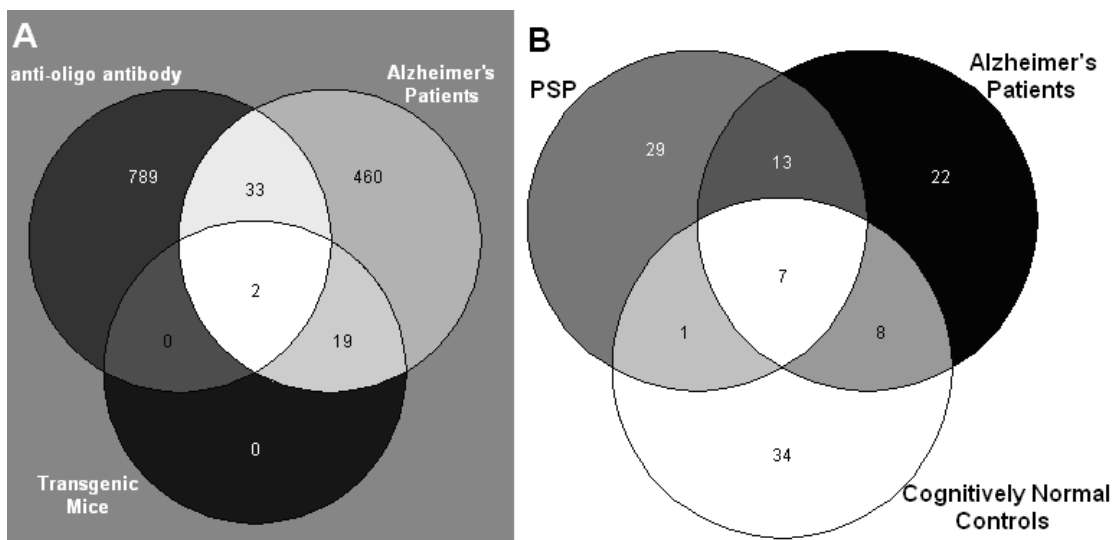 A
anti-oligo antibody
Alzheimer's
Patients
789
33
460
2
0
19
0
Transgenic
Mice
B
PSP
Alzheimer's
Patients
29
13
22
7
1
8
34
Cognitively Normal
Controls